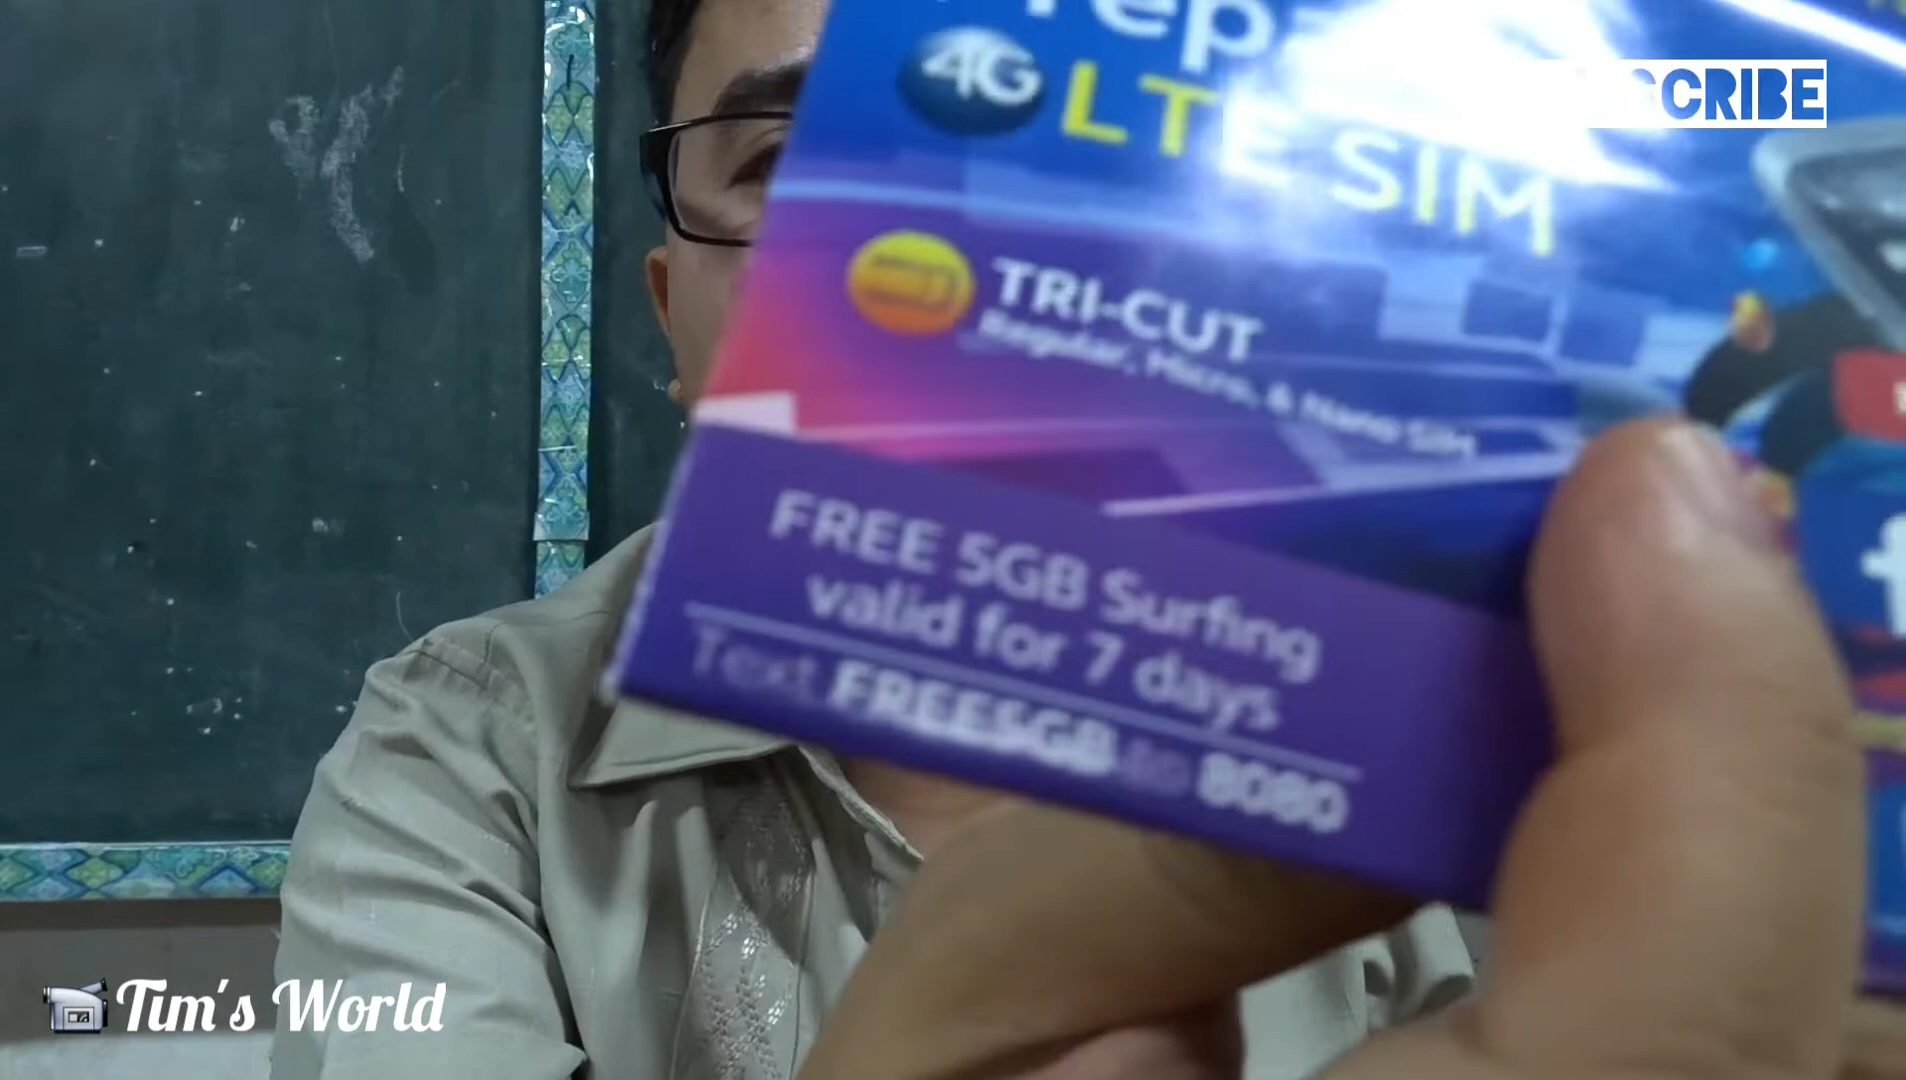 4G LTE SIM
SCRIBE
TRI-CUT
Regular, Micro, & Nano SIM
FREE 5GB Surfing
valid for 7 days
Text FREE5GB to 8080
Tim's World